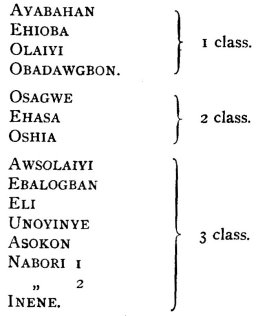 AYABAHAN
EHIOBA
OLAIYI
OBADAWGBON.
1 class.
OSAGWE
EHASA
OSHIA
2 class.
AWSOLAIYI
EBALOGBAN
ELI
UNOYINYE
ASOKON
NABORI 1
„ 2
INENE.
3 class.